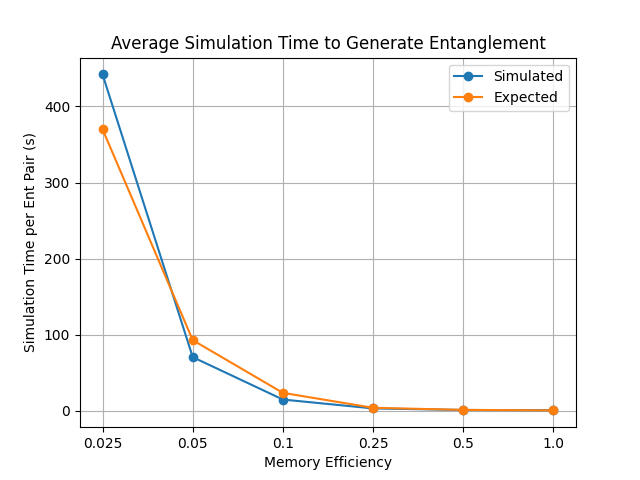 Average Simulation Time to Generate Entanglement
Simulated
Expected
Simulation Time per Ent Pair (s)
400
300
200
100
0
0.025 0.05 0.1 0.25 0.5 1.0
Memory Efficiency